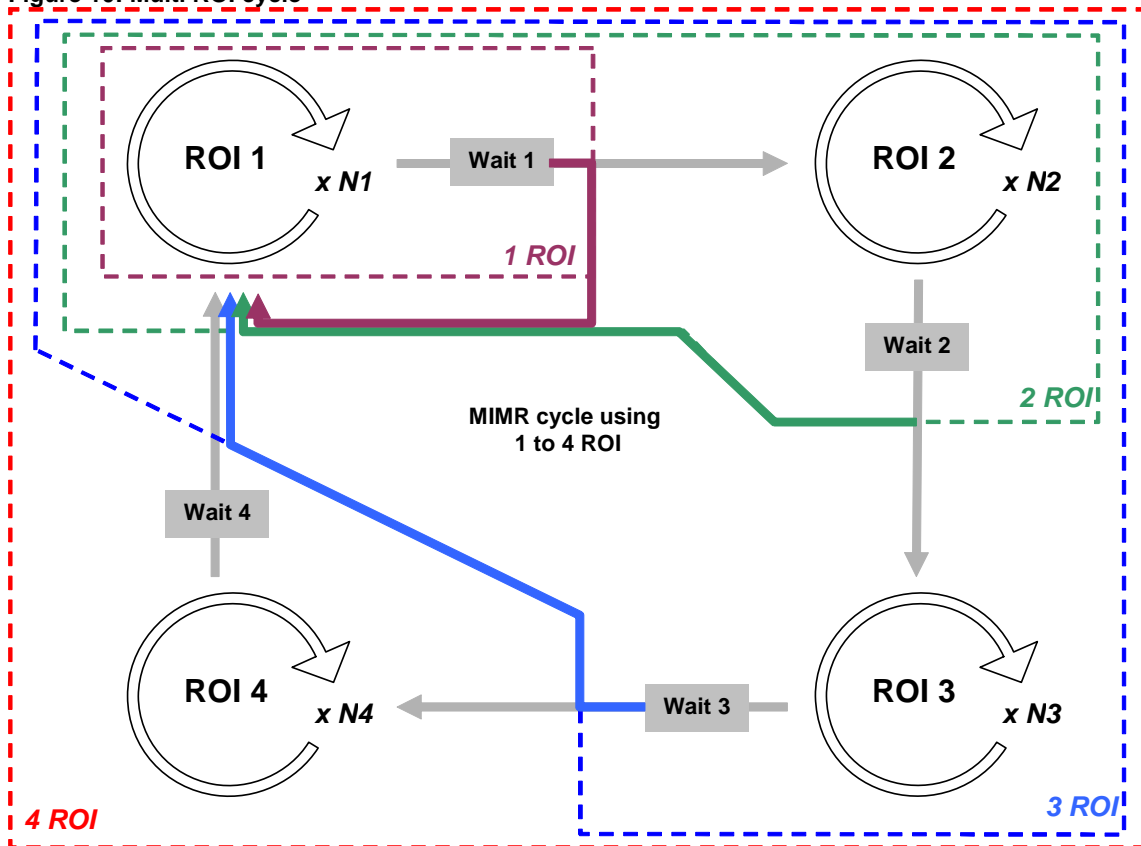 ROI 1
x N1
Wait 1
ROI 2
x N2
1 ROI
Wait 2
2 ROI
MIMR cycle using
1 to 4 ROI
Wait 4
ROI 4
x N4
Wait 3
ROI 3
x N3
4 ROI
3 ROI